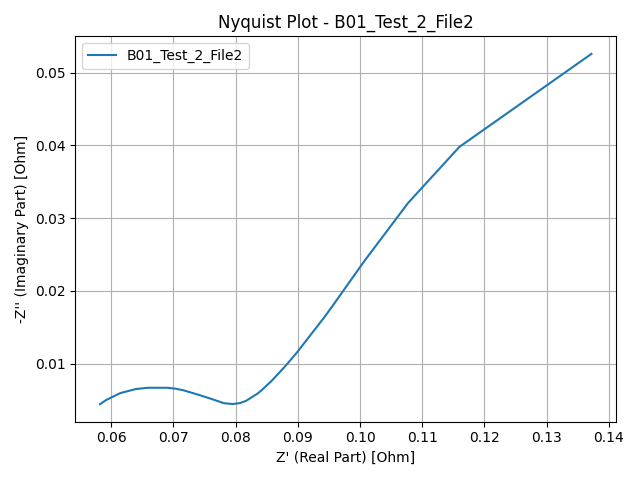 Nyquist Plot - B01_Test_2_File2
B01_Test_2_File2
-Z'' (Imaginary Part) [Ohm]
0.05
0.04
0.03
0.02
0.01
0.06 0.07 0.08 0.09 0.10 0.11 0.12 0.13 0.14
Z' (Real Part) [Ohm]